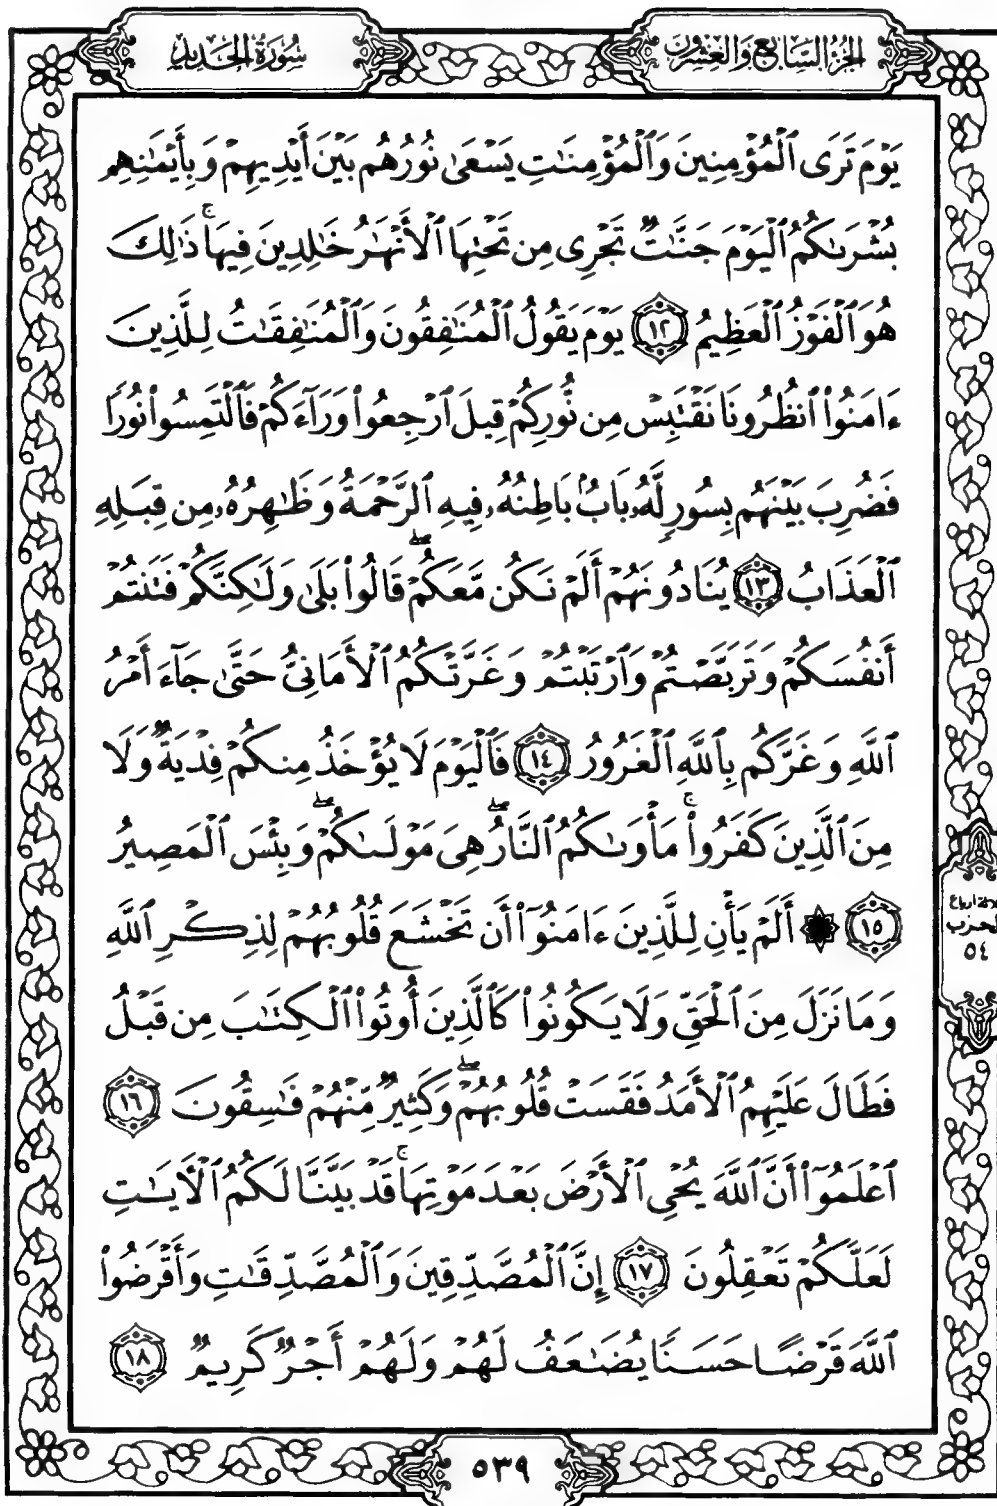 الجزء السابع والعشرون
سورة الحديد
يَوْمَ تَرَى ٱلْمُؤْمِنِينَ وَٱلْمُؤْمِنَٰتِ يَسْعَىٰ نُورُهُم بَيْنَ أَيْدِيهِمْ وَبِأَيْمَٰنِهِم
بُشْرَىٰكُمُ ٱلْيَوْمَ جَنَّٰتٌ تَجْرِى مِن تَحْتِهَا ٱلْأَنْهَٰرُ خَٰلِدِينَ فِيهَا ۚ ذَٰلِكَ
هُوَ ٱلْفَوْزُ ٱلْعَظِيمُ ١٢ يَوْمَ يَقُولُ ٱلْمُنَٰفِقُونَ وَٱلْمُنَٰفِقَٰتُ لِلَّذِينَ
ءَامَنُوا۟ ٱنظُرُونَا نَقْتَبِسْ مِن نُّورِكُمْ قِيلَ ٱرْجِعُوا۟ وَرَآءَكُمْ فَٱلْتَمِسُوا۟ نُورًا
فَضُرِبَ بَيْنَهُم بِسُورٍ لَّهُۥ بَابٌۢ بَاطِنُهُۥ فِيهِ ٱلرَّحْمَةُ وَظَٰهِرُهُۥ مِن قِبَلِهِ
ٱلْعَذَابُ ١٣ يُنَادُونَهُمْ أَلَمْ نَكُن مَّعَكُمْ ۖ قَالُوا۟ بَلَىٰ وَلَٰكِنَّكُمْ فَتَنتُمْ
أَنفُسَكُمْ وَتَرَبَّصْتُمْ وَٱرْتَبْتُمْ وَغَرَّتْكُمُ ٱلْأَمَانِىُّ حَتَّىٰ جَآءَ أَمْرُ
ٱللَّهِ وَغَرَّكُم بِٱللَّهِ ٱلْغَرُورُ ١٤ فَٱلْيَوْمَ لَا يُؤْخَذُ مِنكُمْ فِدْيَةٌ وَلَا
مِنَ ٱلَّذِينَ كَفَرُوا۟ ۚ مَأْوَىٰكُمُ ٱلنَّارُ ۖ هِىَ مَوْلَىٰكُمْ ۖ وَبِئْسَ ٱلْمَصِيرُ
١٥ ۞ أَلَمْ يَأْنِ لِلَّذِينَ ءَامَنُوٓا۟ أَن تَخْشَعَ قُلُوبُهُمْ لِذِكْرِ ٱللَّهِ
وَمَا نَزَلَ مِنَ ٱلْحَقِّ وَلَا يَكُونُوا۟ كَٱلَّذِينَ أُوتُوا۟ ٱلْكِتَٰبَ مِن قَبْلُ
فَطَالَ عَلَيْهِمُ ٱلْأَمَدُ فَقَسَتْ قُلُوبُهُمْ ۖ وَكَثِيرٌ مِّنْهُمْ فَٰسِقُونَ ١٦
ٱعْلَمُوٓا۟ أَنَّ ٱللَّهَ يُحْىِ ٱلْأَرْضَ بَعْدَ مَوْتِهَا ۚ قَدْ بَيَّنَّا لَكُمُ ٱلْءَايَٰتِ
لَعَلَّكُمْ تَعْقِلُونَ ١٧ إِنَّ ٱلْمُصَّدِّقِينَ وَٱلْمُصَّدِّقَٰتِ وَأَقْرَضُوا۟
ٱللَّهَ قَرْضًا حَسَنًا يُضَٰعَفُ لَهُمْ وَلَهُمْ أَجْرٌ كَرِيمٌ ١٨
ارباع
الحزب
٥٤
٥٣٩